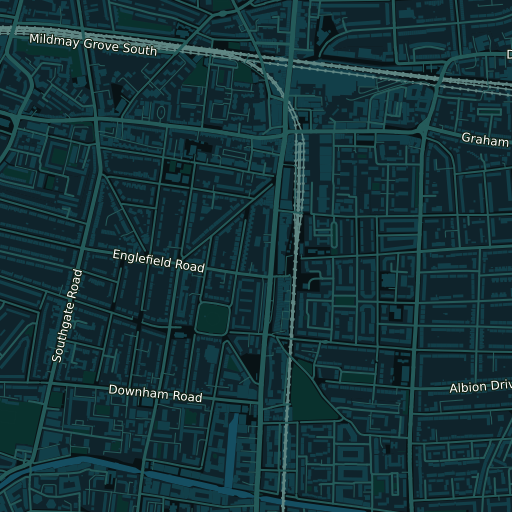 Mildmay Grove South
D
Graham
Englefield Road
Southgate Road
Downham Road
Albion Driv